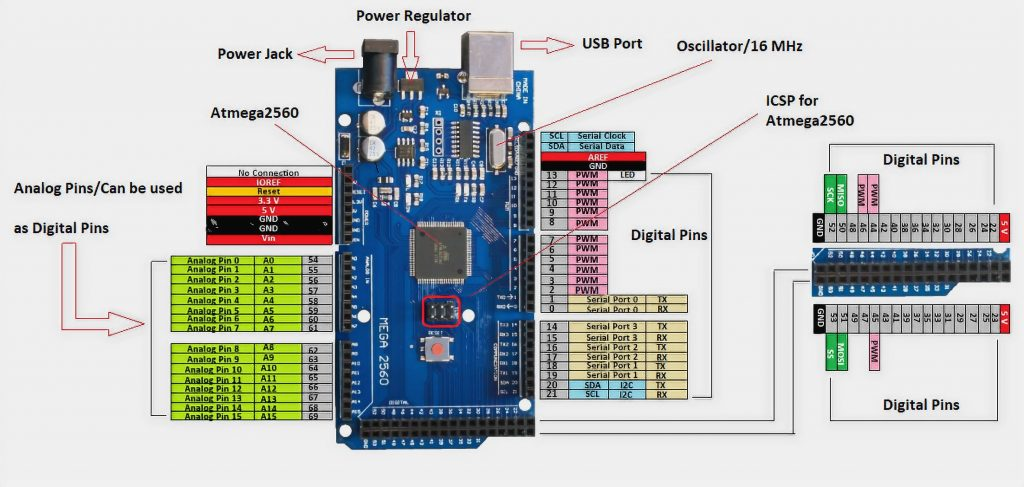 Power Regulator
Power Jack
USB Port
Oscillator/16 MHz
Atmega2560
ICSP for
Atmega2560
MADE IN
CHINA
SCL Serial Clock
SDA Serial Data
AREF
GND
13 PWM LED
12 PWM
11 PWM
10 PWM
9 PWM
8 PWM
7 PWM
6 PWM
5 PWM
4 PWM
3 PWM
2 PWM
1 Serial Port 0 TX
0 Serial Port 0 RX
14 Serial Port 3 TX
15 Serial Port 3 RX
16 Serial Port 2 TX
17 Serial Port 2 RX
18 Serial Port 1 TX
19 Serial Port 1 RX
20 SDA I2C TX
21 SCL I2C RX
Digital Pins
No Connection
IOREF
Reset
3.3 V
5 V
GND
GND
Vin
Analog Pins/Can be used
as Digital Pins
Analog Pin 0 A0 54
Analog Pin 1 A1 55
Analog Pin 2 A2 56
Analog Pin 3 A3 57
Analog Pin 4 A4 58
Analog Pin 5 A5 59
Analog Pin 6 A6 60
Analog Pin 7 A7 61
Analog Pin 8 A8 62
Analog Pin 9 A9 63
Analog Pin 10 A10 64
Analog Pin 11 A11 65
Analog Pin 12 A12 66
Analog Pin 13 A13 67
Analog Pin 14 A14 68
Analog Pin 15 A15 69
MEGA 2560
RESET
ANALOG IN
COMMUNICATION
Digital Pins
SCK MISO PWM PWM
GND 52 50 48 46 44 42 40 38 36 34 32 30 28 26 24 22 5 V
GND 53 51 49 47 45 43 41 39 37 35 33 31 29 27 25 23 5 V
SS MOSI PWM
Digital Pins